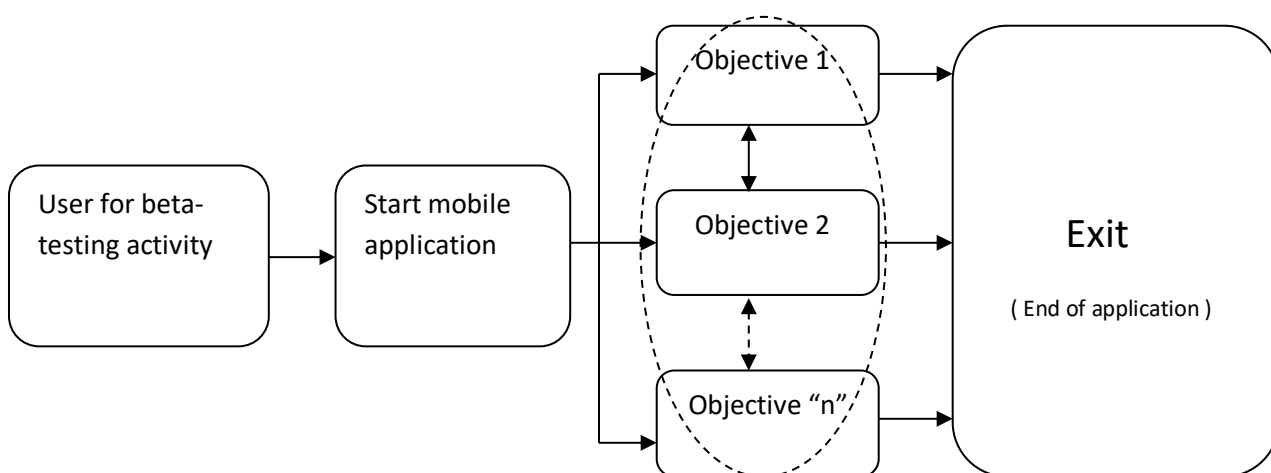 User for beta-
testing activity
Start mobile
application
Objective 1
Objective 2
Objective “n”
Exit
( End of application )